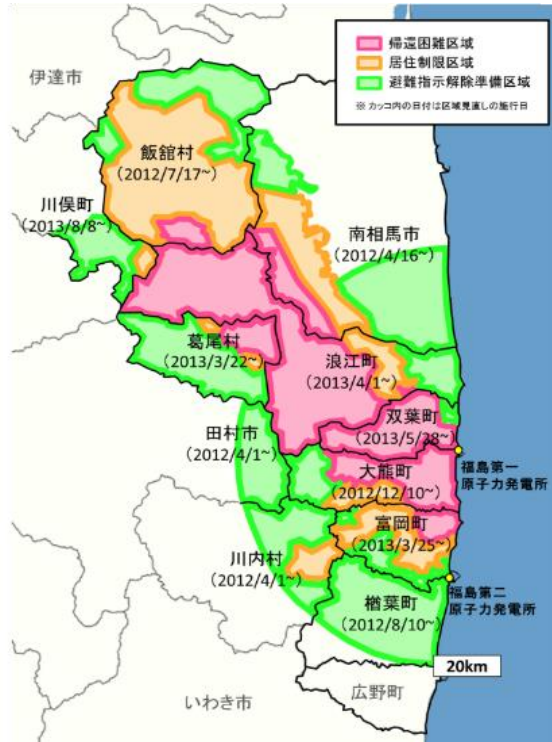 帰還困難区域
居住制限区域
避難指示解除準備区域
※ カッコ内の日付は区域見直しの施行日
伊達市
飯舘村
(2012/7/17~)
川俣町
(2013/8/8~)
南相馬市
(2012/4/16~)
葛尾村
(2013/3/22~)
浪江町
(2013/4/1~)
双葉町
(2013/5/28~)
田村市
(2012/4/1~)
福島第一
原子力発電所
大熊町
(2012/12/10~)
富岡町
(2013/3/25~)
川内村
(2012/4/1~)
福島第二
原子力発電所
楢葉町
(2012/8/10~)
20km
いわき市
広野町